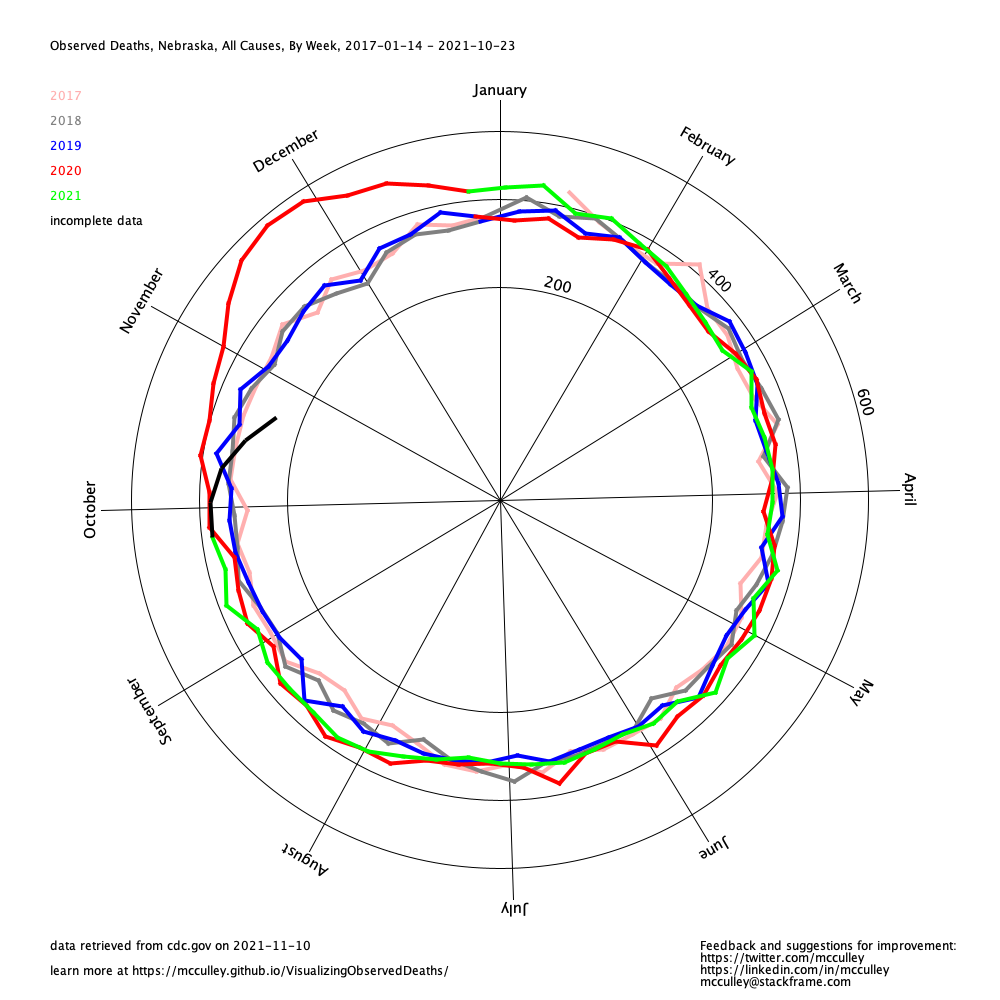 Observed Deaths, Nebraska, All Causes, By Week, 2017-01-14 - 2021-10-23
January
2017
2018
2019
2020
2021
incomplete data
December
February
November
March
200
400
600
October
April
September
May
August
June
July
data retrieved from cdc.gov on 2021-11-10
learn more at https://mcculley.github.io/VisualizingObservedDeaths/
Feedback and suggestions for improvement:
https://twitter.com/mcculley
https://linkedin.com/in/mcculley
mcculley@stackframe.com